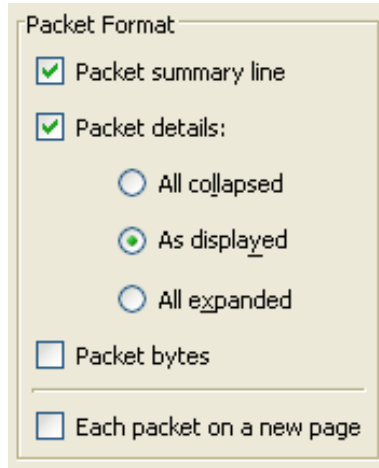 Packet Format
Packet summary line
Packet details:
All collapsed
As displayed
All expanded
Packet bytes
Each packet on a new page